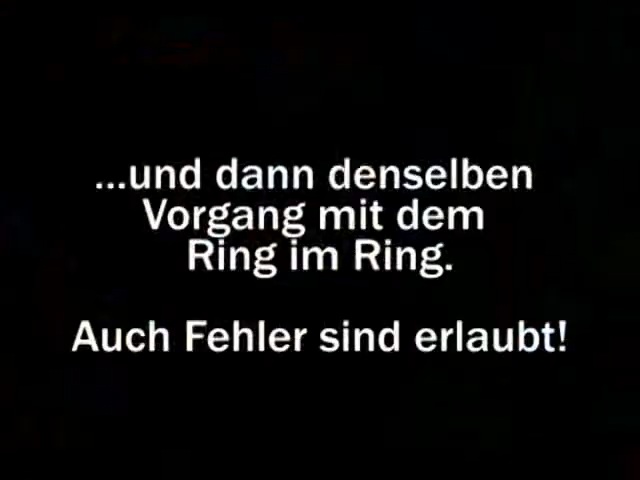 ...und dann denselben
Vorgang mit dem
Ring im Ring.
Auch Fehler sind erlaubt!